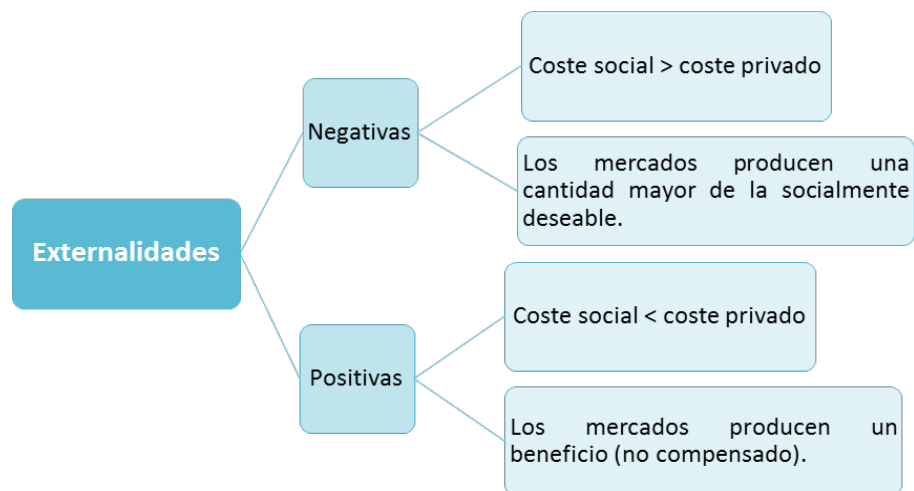 Externalidades
Negativas
Coste social > coste privado
Los mercados producen una
cantidad mayor de la socialmente
deseable.
Positivas
Coste social < coste privado
Los mercados producen un
beneficio (no compensado).